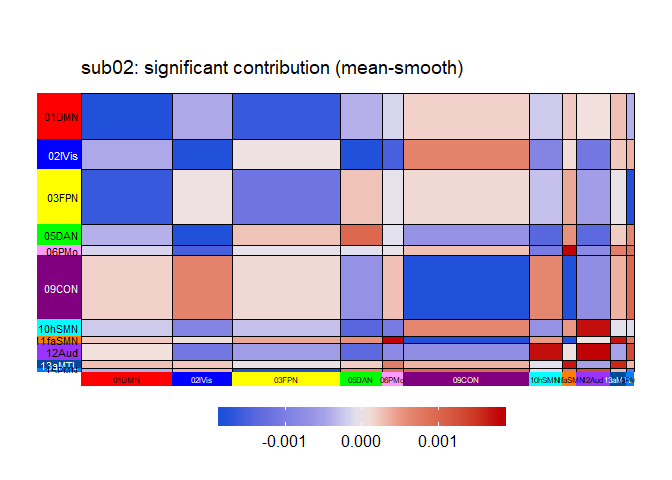 sub02: significant contribution (mean-smooth)
01DMN
02lVis
03FPN
05DAN
06PMo
09CON
10hSMN
1faSMN
12Aud
13aMTL
01DMN
02lVis
03FPN
05DAN
06PMo
09CON
10hSMN
12Aud
-0.001 0.000 0.001